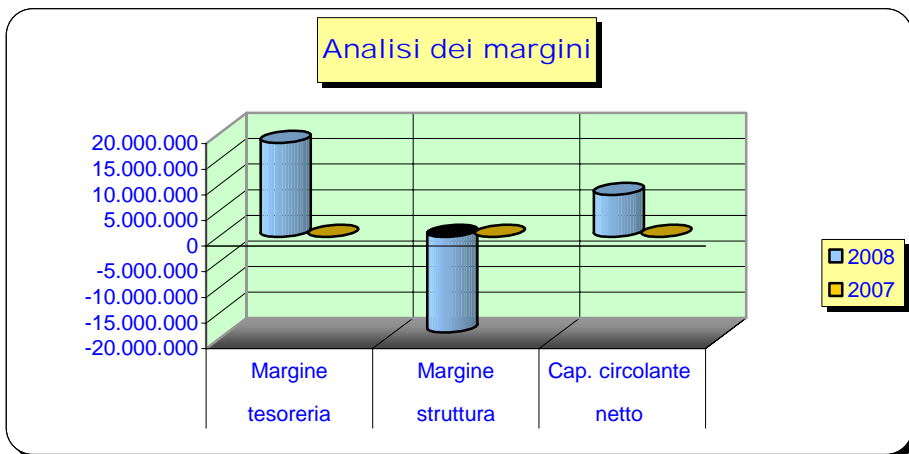 Analisi dei margini
20.000.000
15.000.000
10.000.000
5.000.000
0
-5.000.000
-10.000.000
-15.000.000
-20.000.000
Margine tesoreria
Margine struttura
Cap. circolante netto
2008
2007